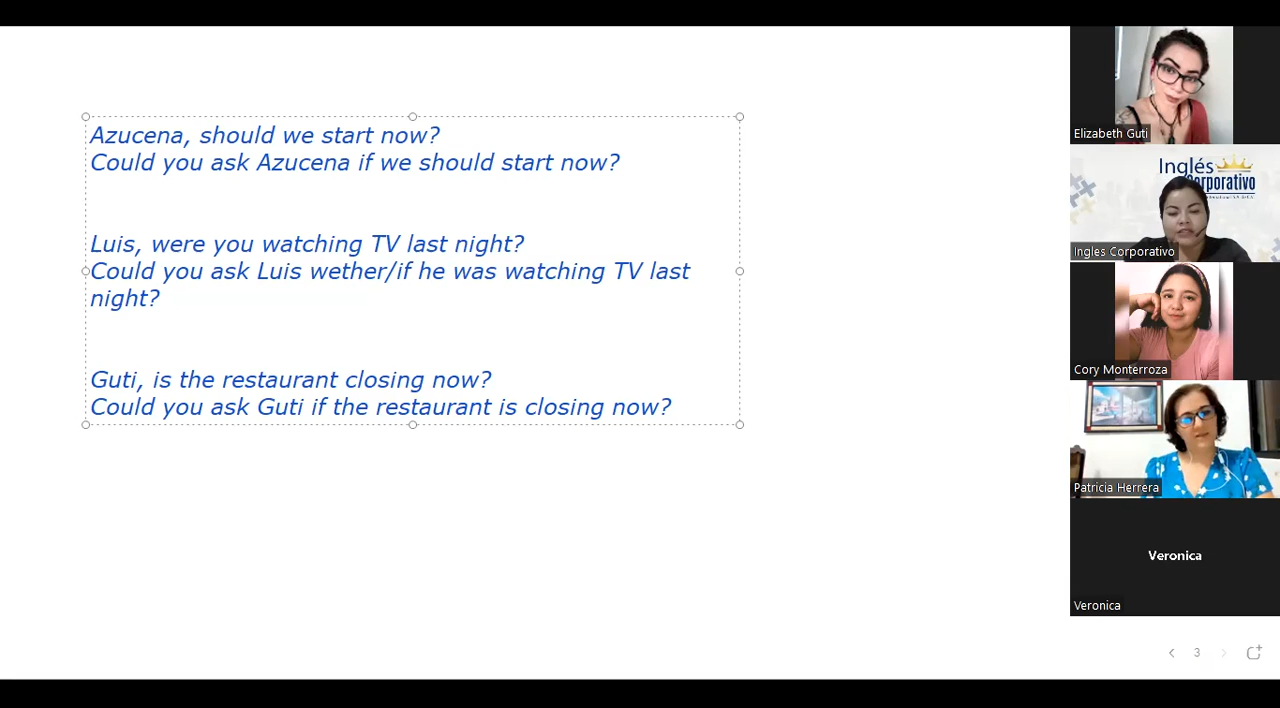 Azucena, should we start now?
Could you ask Azucena if we should start now?
Luis, were you watching TV last night?
Could you ask Luis wether/if he was watching TV last
night?
Guti, is the restaurant closing now?
Could you ask Guti if the restaurant is closing now?
Elizabeth Guti
Inglés
Corporativo
Ingles Corporativo
Cory Monterroza
Patricia Herrera
Veronica
Veronica
3